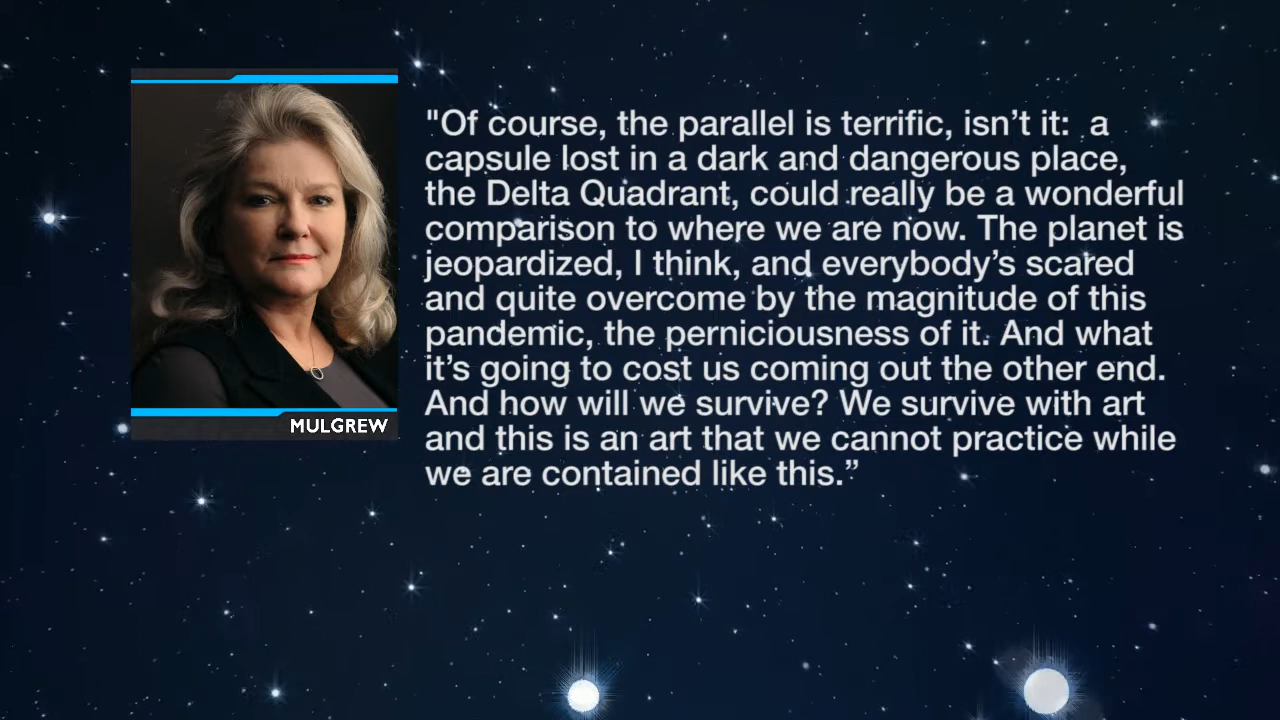 "Of course, the parallel is terrific, isn’t it:  a
capsule lost in a dark and dangerous place,
the Delta Quadrant, could really be a wonderful
comparison to where we are now. The planet is
jeopardized, I think, and everybody’s scared
and quite overcome by the magnitude of this
pandemic, the perniciousness of it. And what
it’s going to cost us coming out the other end.
And how will we survive? We survive with art
and this is an art that we cannot practice while
we are contained like this.”
MULGREW